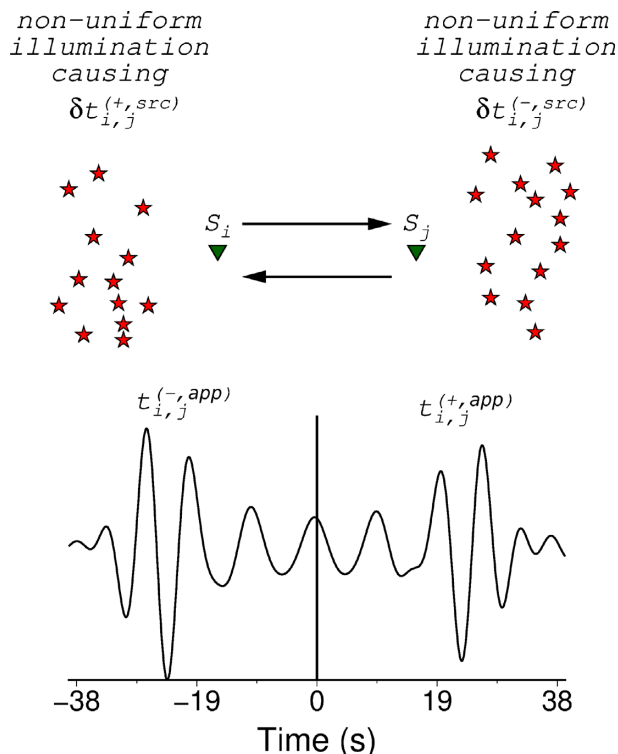 non-uniform illumination causing δt_{i,j}^{(+,src)}
non-uniform illumination causing δt_{i,j}^{(-,src)}
S_i
S_j
t_{i,j}^{(-,app)}
t_{i,j}^{(+,app)}
−38 −19 0 19 38
Time (s)